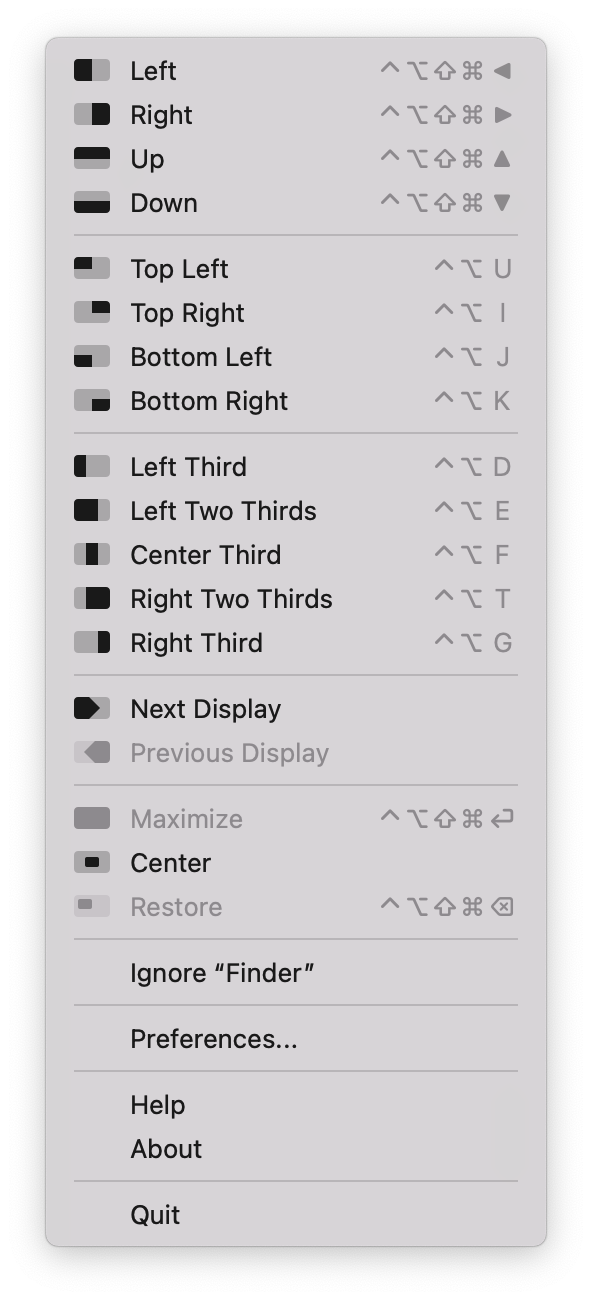 Left ^⌥⇧⌘◀
Right ^⌥⇧⌘▶
Up ^⌥⇧⌘▲
Down ^⌥⇧⌘▼
Top Left ^⌥ U
Top Right ^⌥ I
Bottom Left ^⌥ J
Bottom Right ^⌥ K
Left Third ^⌥ D
Left Two Thirds ^⌥ E
Center Third ^⌥ F
Right Two Thirds ^⌥ T
Right Third ^⌥ G
Next Display
Previous Display
Maximize ^⌥⇧⌘↩
Center
Restore ^⌥⇧⌘⌫
Ignore “Finder”
Preferences...
Help
About
Quit